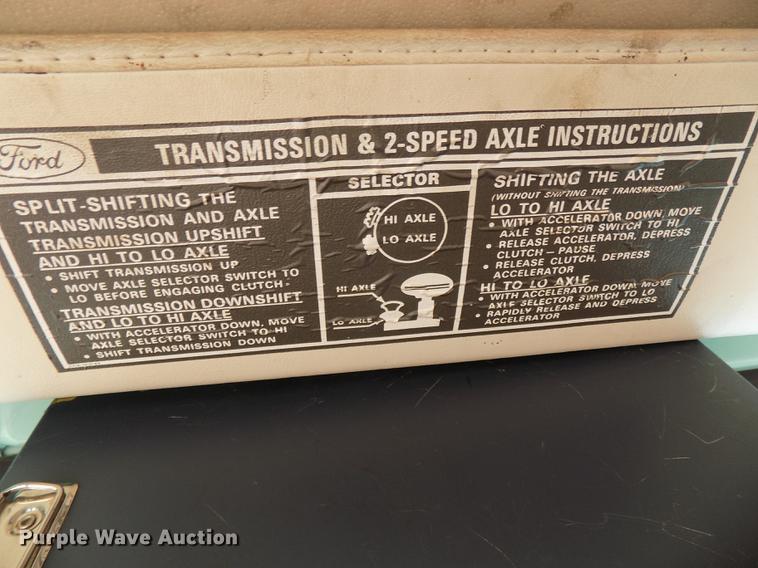 Ford
TRANSMISSION & 2-SPEED AXLE INSTRUCTIONS
SPLIT-SHIFTING THE
TRANSMISSION AND AXLE
TRANSMISSION UPSHIFT
AND HI TO LO AXLE
• SHIFT TRANSMISSION UP
• MOVE AXLE SELECTOR SWITCH TO
LO BEFORE ENGAGING CLUTCH
TRANSMISSION DOWNSHIFT
AND LO TO HI AXLE
• WITH ACCELERATOR DOWN, MOVE
AXLE SELECTOR SWITCH TO HI
• SHIFT TRANSMISSION DOWN
SELECTOR
HI AXLE
LO AXLE
HI AXLE
LO AXLE
SHIFTING THE AXLE
(WITHOUT SHIFTING THE TRANSMISSION)
LO TO HI AXLE
• WITH ACCELERATOR DOWN, MOVE
AXLE SELECTOR SWITCH TO HI
• RELEASE ACCELERATOR, DEPRESS
CLUTCH - PAUSE
• RELEASE CLUTCH, DEPRESS
ACCELERATOR
HI TO LO AXLE
• WITH ACCELERATOR DOWN, MOVE
AXLE SELECTOR SWITCH TO LO
• RAPIDLY RELEASE AND DEPRESS
ACCELERATOR
Purple Wave Auction